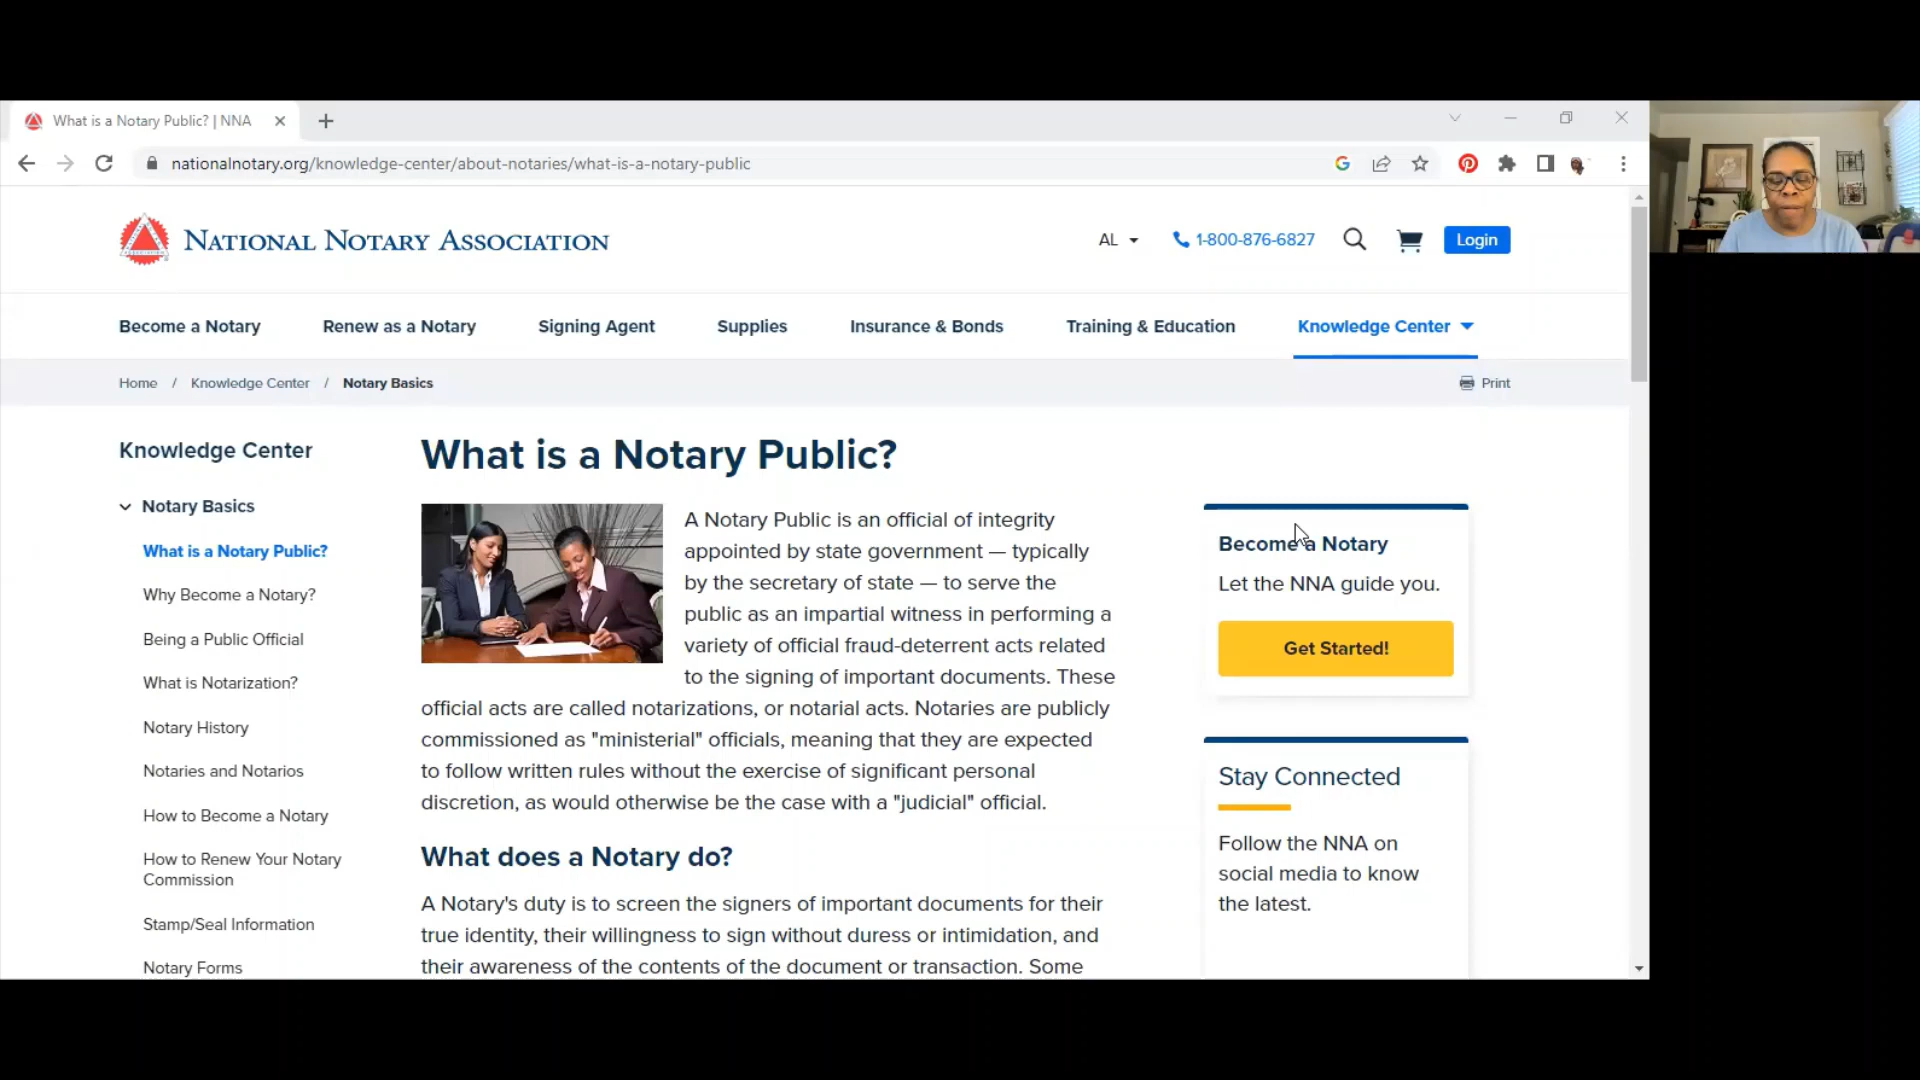 What is a Notary Public? | NNA
nationalnotary.org/knowledge-center/about-notaries/what-is-a-notary-public
NATIONAL NOTARY ASSOCIATION
AL
1-800-876-6827
Login
Become a Notary
Renew as a Notary
Signing Agent
Supplies
Insurance & Bonds
Training & Education
Knowledge Center
Home / Knowledge Center / Notary Basics
Print
Knowledge Center
Notary Basics
What is a Notary Public?
Why Become a Notary?
Being a Public Official
What is Notarization?
Notary History
Notaries and Notarios
How to Become a Notary
How to Renew Your Notary
Commission
Stamp/Seal Information
Notary Forms
What is a Notary Public?
A Notary Public is an official of integrity
appointed by state government — typically
by the secretary of state — to serve the
public as an impartial witness in performing a
variety of official fraud-deterrent acts related
to the signing of important documents. These
official acts are called notarizations, or notarial acts. Notaries are publicly
commissioned as "ministerial" officials, meaning that they are expected
to follow written rules without the exercise of significant personal
discretion, as would otherwise be the case with a "judicial" official.
What does a Notary do?
A Notary's duty is to screen the signers of important documents for their
true identity, their willingness to sign without duress or intimidation, and
their awareness of the contents of the document or transaction. Some
Become a Notary
Let the NNA guide you.
Get Started!
Stay Connected
Follow the NNA on
social media to know
the latest.